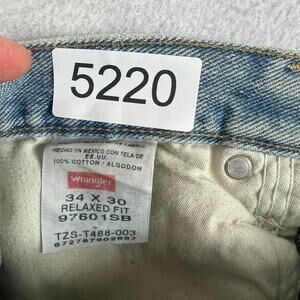 5220
HECHO EN MEXICO CON TELA DE
EE.UU.
100% COTTON / ALGODON
Wrangler
34 X 30
RELAXED FIT
97601SB
TZS-T488-003
672787902657